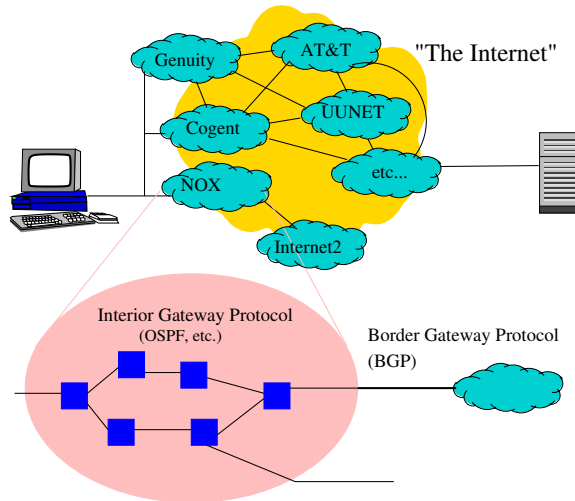 Genuity
AT&T
"The Internet"
Cogent
UUNET
NOX
etc...
Internet2
Interior Gateway Protocol
(OSPF, etc.)
Border Gateway Protocol
(BGP)